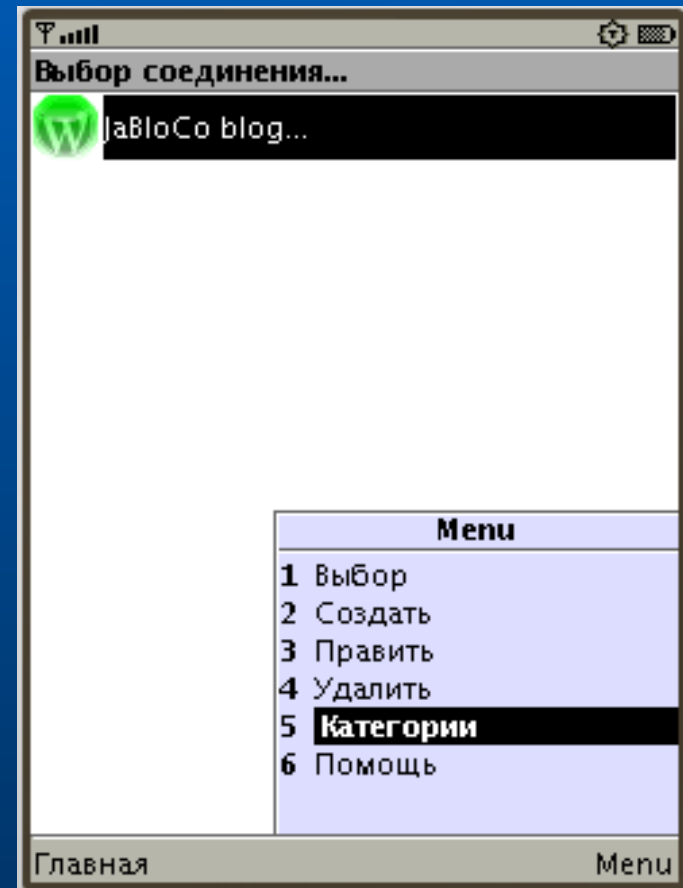 Выбор соединения...
JaBloCo blog...
Menu
1 Выбор
2 Создать
3 Править
4 Удалить
5 Категории
6 Помощь
Главная Menu